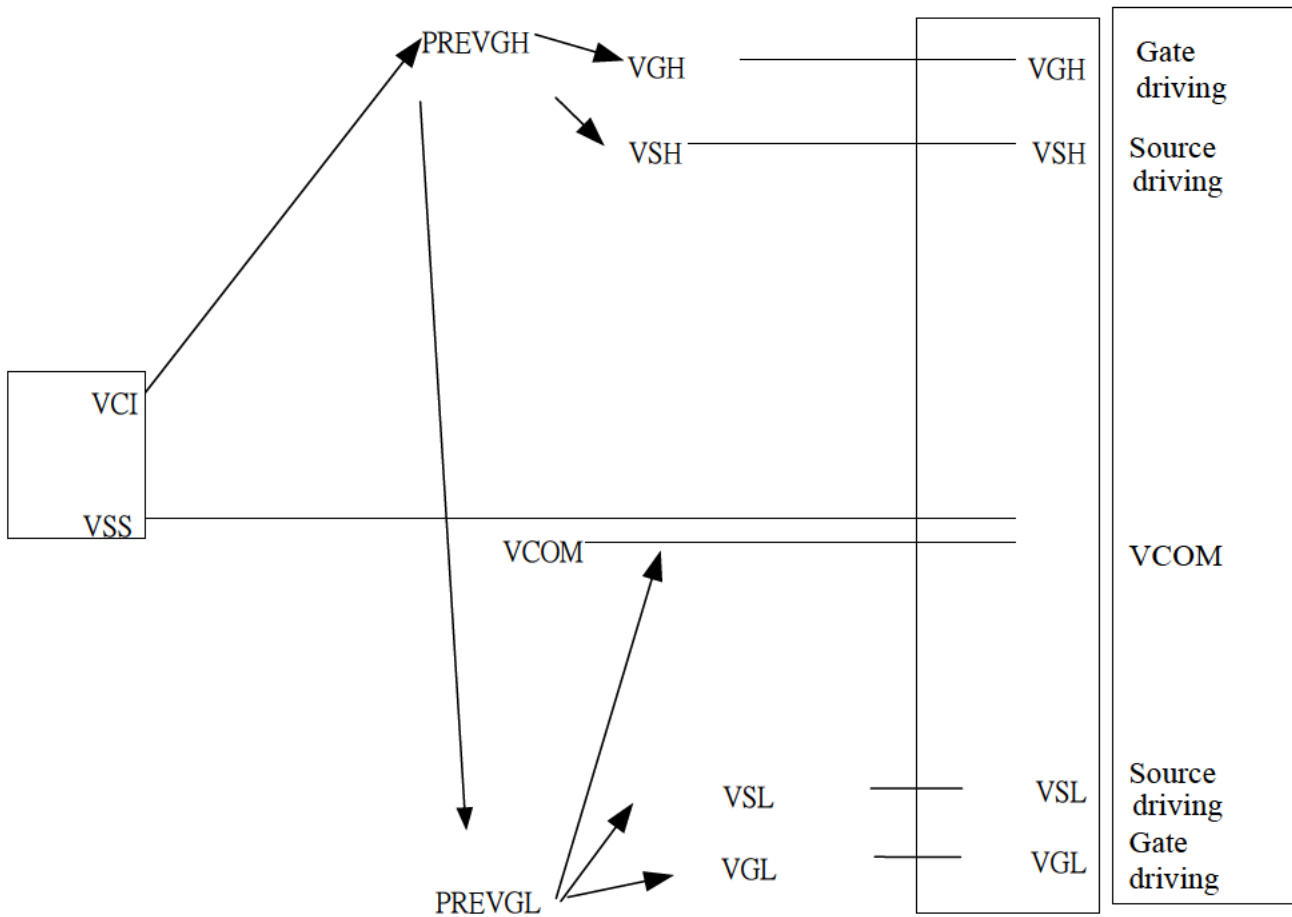 PREVGH
VGH
VGH
Gate
driving
VSH
VSH
Source
driving
VCI
VSS
VCOM
VCOM
VSL
VSL
Source
driving
PREVGL
VGL
VGL
Gate
driving